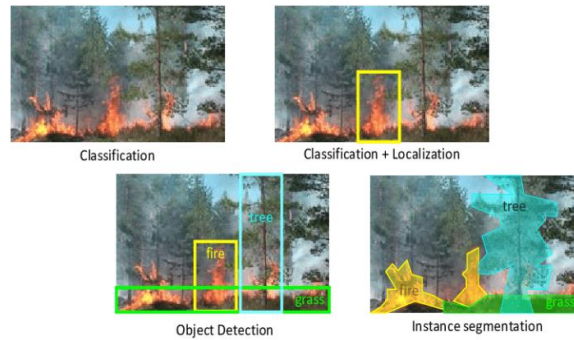 Classification
Classification + Localization
fire
tree
grass
Object Detection
tree
fire
grass
Instance segmentation